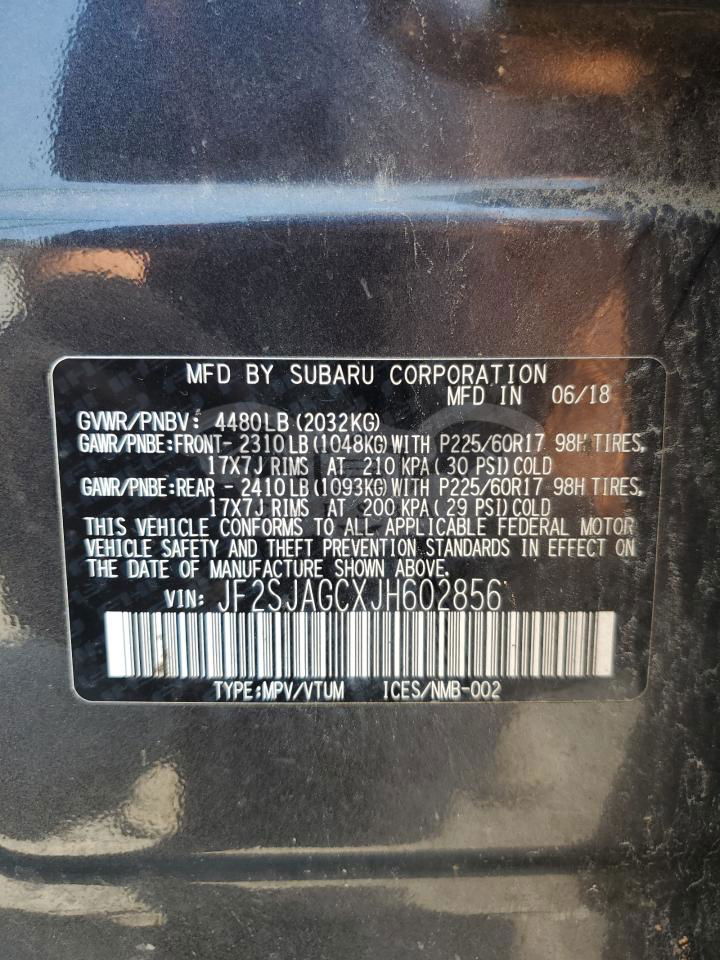 MFD BY SUBARU CORPORATION
MFD IN 06/18
GVWR/PNBV: 4480LB (2032KG)
GAWR/PNBE:FRONT- 2310LB (1048KG)WITH P225/60R17 98H TIRES,
17X7J RIMS AT 210 KPA( 30 PSI)COLD
GAWR/PNBE:REAR - 2410LB (1093KG)WITH P225/60R17 98H TIRES,
17X7J RIMS AT 200 KPA( 29 PSI)COLD
THIS VEHICLE CONFORMS TO ALL APPLICABLE FEDERAL MOTOR
VEHICLE SAFETY AND THEFT PREVENTION STANDARDS IN EFFECT ON
THE DATE OF MANUFACTURE SHOWN ABOVE.
VIN: JF2SJAGCXJH602856
TYPE:MPV/VTUM ICES/NMB-002